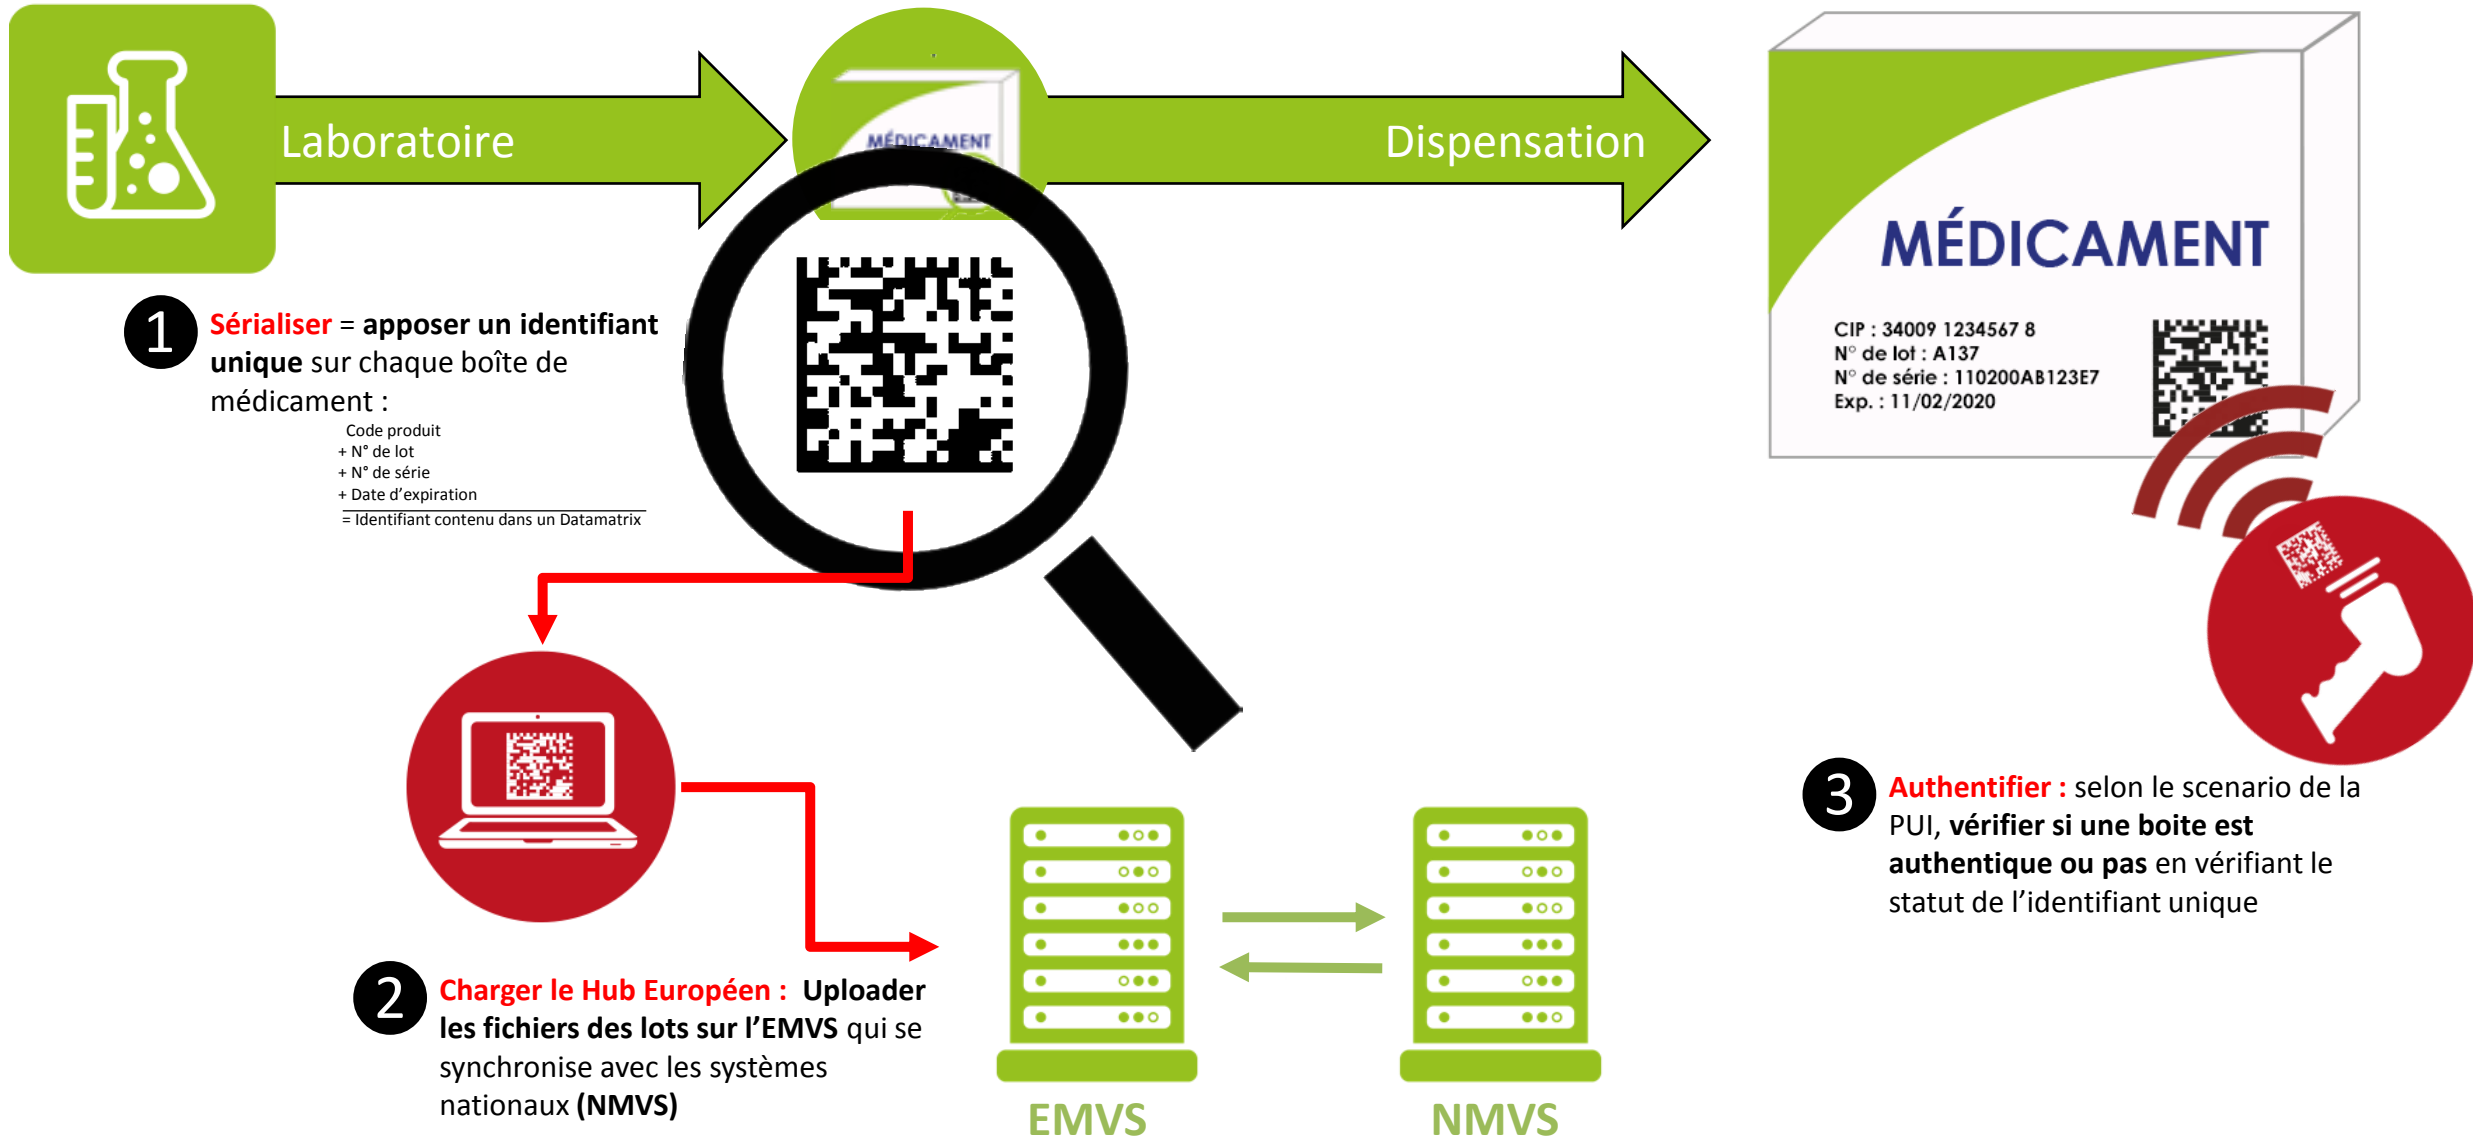 Laboratoire
MÉDICAMENT
Dispensation
MÉDICAMENT
CIP : 34009 1234567 8
N° de lot : A137
N° de série : 110200AB123E7
Exp. : 11/02/2020
1
Sérialiser = apposer un identifiant
unique sur chaque boîte de
médicament :
Code produit
+ N° de lot
+ N° de série
+ Date d’expiration
= Identifiant contenu dans un Datamatrix
2
Charger le Hub Européen : Uploader
les fichiers des lots sur l’EMVS qui se
synchronise avec les systèmes
nationaux (NMVS)
EMVS
NMVS
3
Authentifier : selon le scenario de la
PUI, vérifier si une boite est
authentique ou pas en vérifiant le
statut de l’identifiant unique